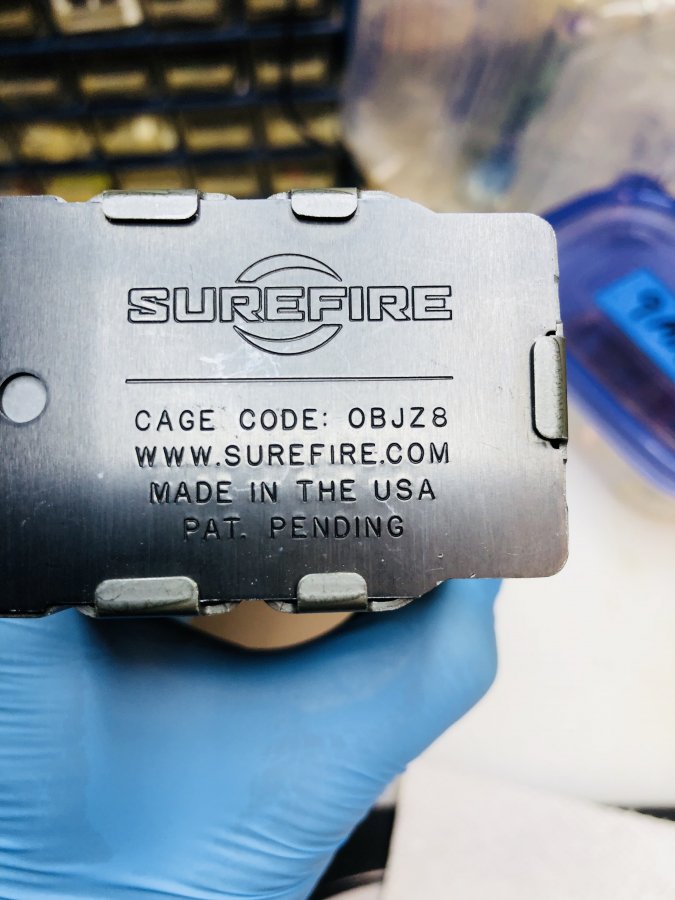 SUREFIRE
CAGE CODE: 0BJZ8
WWW.SUREFIRE.COM
MADE IN THE USA
PAT. PENDING